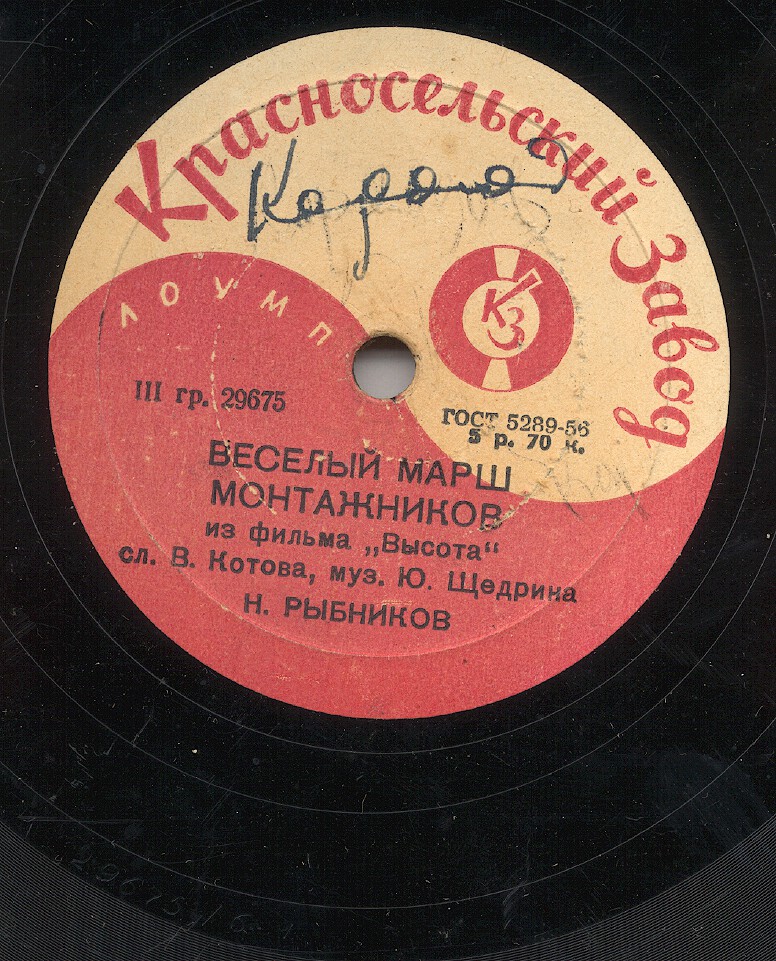 Красносельский Завод
ЛОУМП
КЗ
III гр. 29675
ГОСТ 5289-56
5 р. 70 к.
ВЕСЕЛЫЙ МАРШ
МОНТАЖНИКОВ
из фильма „Высота“
сл. В. Котова, муз. Ю. Щедрина
Н. РЫБНИКОВ
29675